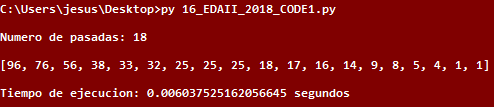 C:\Users\jesus\Desktop>py 16_EDAII_2018_CODE1.py
Numero de pasadas: 18
[96, 76, 56, 38, 33, 32, 25, 25, 25, 18, 17, 16, 14, 9, 8, 5, 4, 1, 1]
Tiempo de ejecucion: 0.006037525162056645 segundos